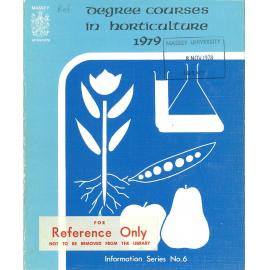 MASSEY
Ref
degree courses
in horticulture
1979
MASSEY UNIVERSITY
8 NOV 1978
FOR
Reference Only
NOT TO BE REMOVED FROM THE LIBRARY
Information Series No.6